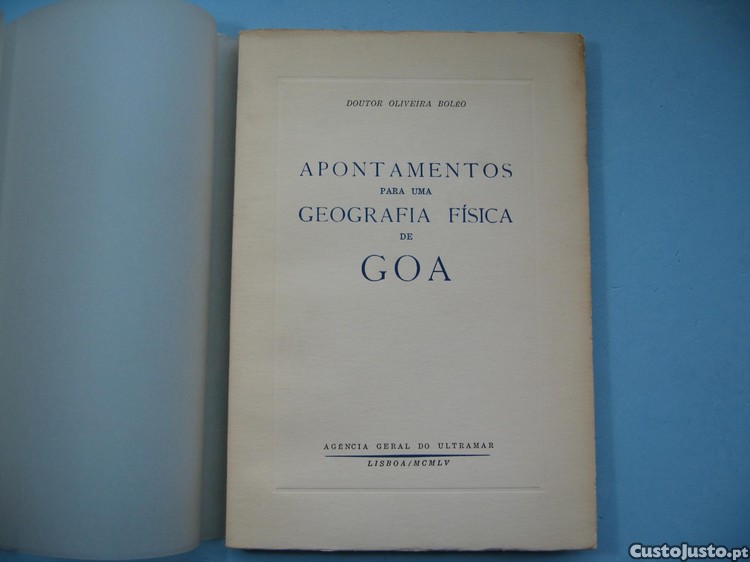 DOUTOR OLIVEIRA BOLÉO
APONTAMENTOS
PARA UMA
GEOGRAFIA FÍSICA
DE
GOA
AGÊNCIA GERAL DO ULTRAMAR
LISBOA/MCMLV
CustoJusto.pt